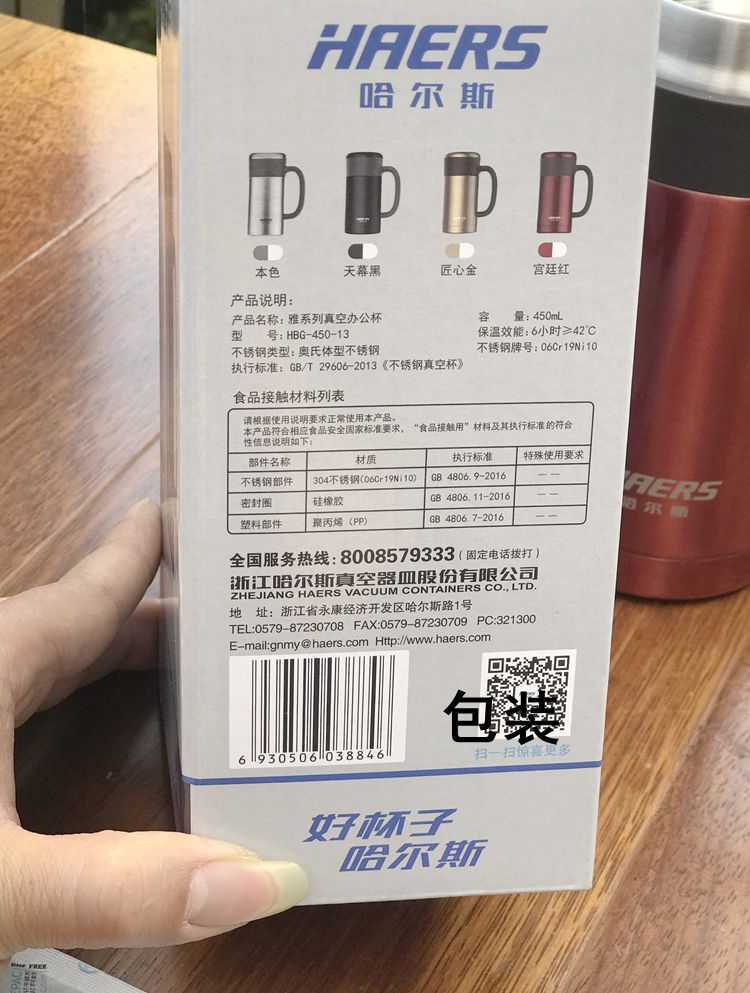 HAERS
哈尔斯
本色 天幕黑 匠心金 宫廷红
产品说明:
产品名称: 雅系列真空办公杯 容 量: 450mL
型 号: HBG-450-13 保温效能: 6小时≥42℃
不锈钢类型: 奥氏体型不锈钢 不锈钢牌号: 06Cr19Ni10
执行标准: GB/T 29606-2013《不锈钢真空杯》
食品接触材料列表
请根据使用说明要求正常使用本产品。
本产品符合相应食品安全国家标准要求，“食品接触用”材料及其执行标准的符合
性信息说明如下:
部件名称 材质 执行标准 特殊使用要求
不锈钢部件 304不锈钢(06Cr19Ni10) GB 4806.9-2016 ——
密封圈 硅橡胶 GB 4806.11-2016 ——
塑料部件 聚丙烯 (PP) GB 4806.7-2016 ——
全国服务热线: 8008579333 (固定电话拨打)
浙江哈尔斯真空器皿股份有限公司
ZHEJIANG HAERS VACUUM CONTAINERS CO., LTD.
地 址: 浙江省永康经济开发区哈尔斯路1号
TEL:0579-87230708 FAX:0579-87230709 PC:321300
E-mail:gnmy@haers.com Http://www.haers.com
6 930506 038846
包装
扫一扫惊喜更多
好杯子
哈尔斯
HAERS
哈尔斯
DMF FREE